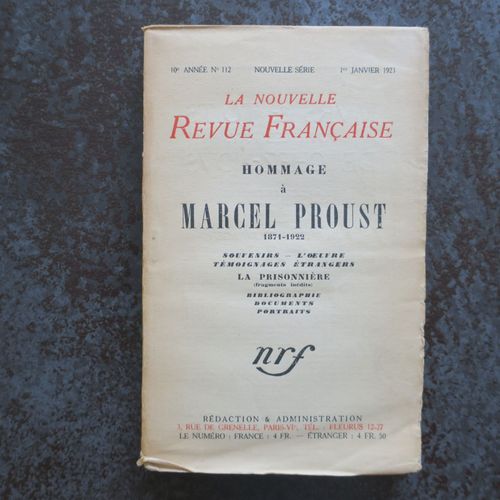 10e ANNÉE No 112 NOUVELLE SÉRIE 1er JANVIER 1923
LA NOUVELLE
REVUE FRANÇAISE
HOMMAGE
à
MARCEL PROUST
1871-1922
SOUVENIRS — L'ŒUVRE
TÉMOIGNAGES ÉTRANGERS
LA PRISONNIÈRE
(fragments inédits)
BIBLIOGRAPHIE
DOCUMENTS
PORTRAITS
nrf
RÉDACTION & ADMINISTRATION
3, RUE DE GRENELLE, PARIS-VIe, TÉL. : FLEURUS 12-27
LE NUMÉRO : FRANCE : 4 FR. — ÉTRANGER : 4 FR. 50